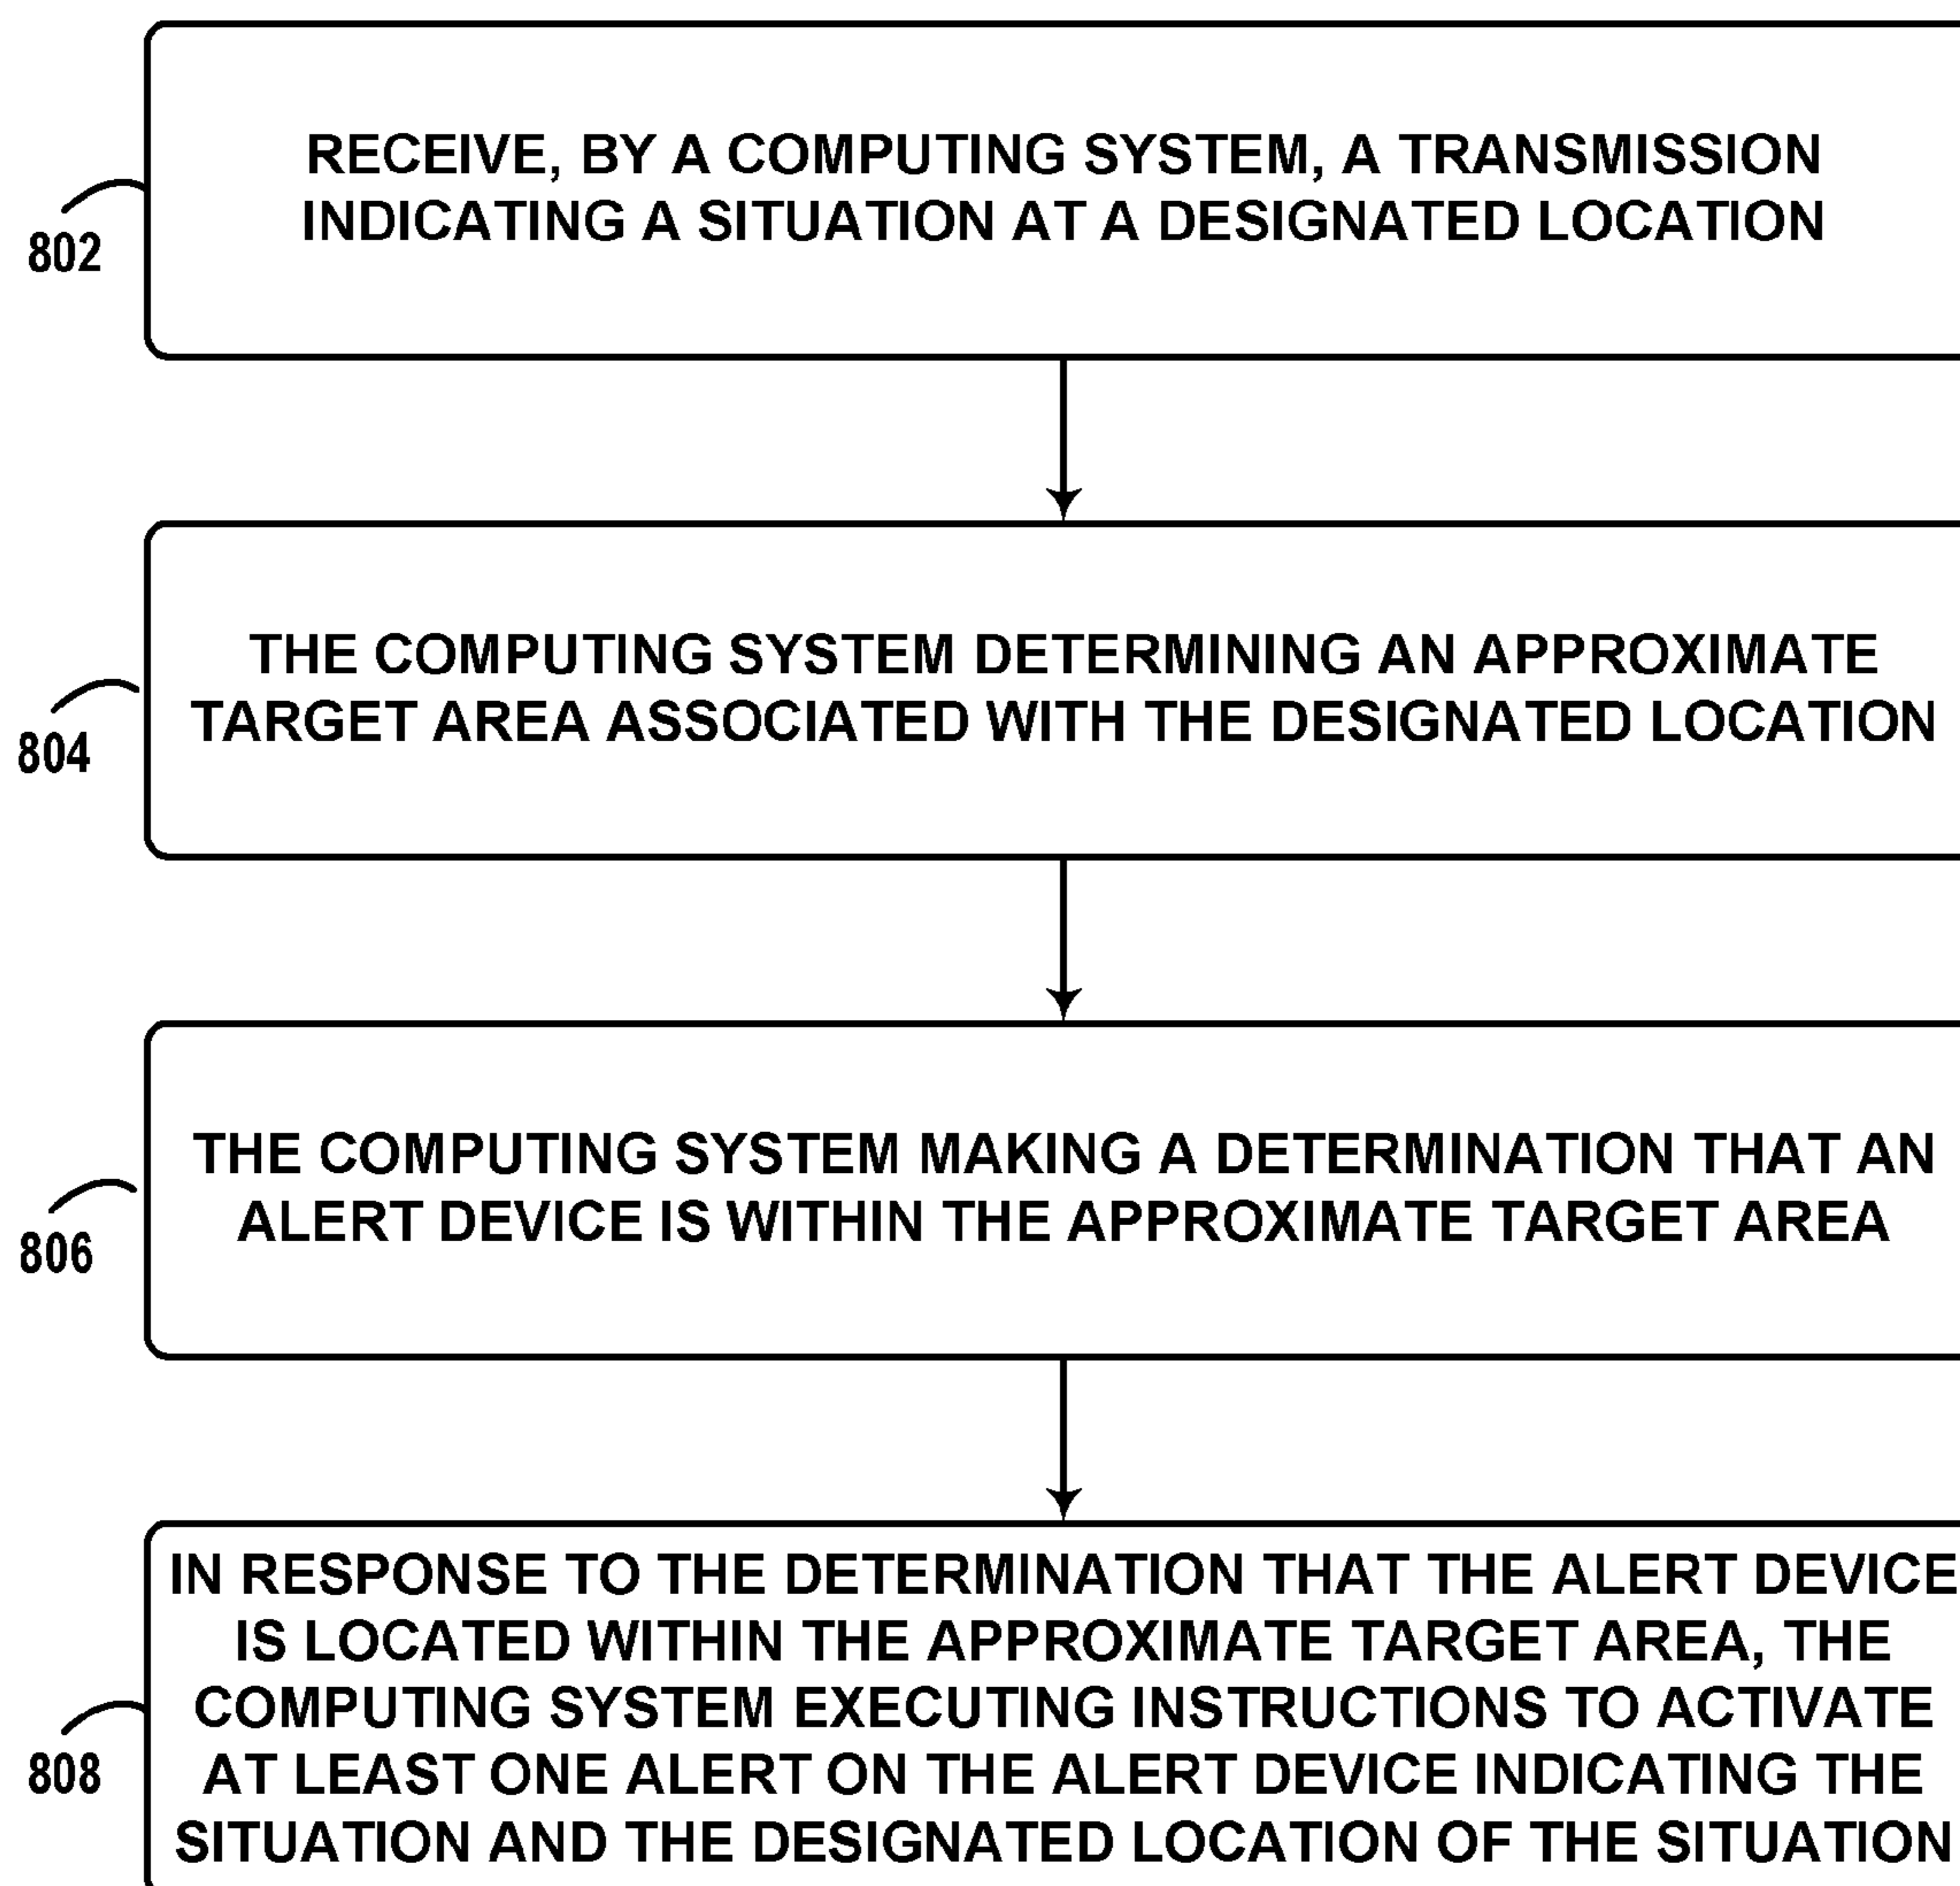 RECEIVE, BY A COMPUTING SYSTEM, A TRANSMISSION
INDICATING A SITUATION AT A DESIGNATED LOCATION
802
THE COMPUTING SYSTEM DETERMINING AN APPROXIMATE
TARGET AREA ASSOCIATED WITH THE DESIGNATED LOCATION
804
THE COMPUTING SYSTEM MAKING A DETERMINATION THAT AN
ALERT DEVICE IS WITHIN THE APPROXIMATE TARGET AREA
806
IN RESPONSE TO THE DETERMINATION THAT THE ALERT DEVICE
IS LOCATED WITHIN THE APPROXIMATE TARGET AREA, THE
COMPUTING SYSTEM EXECUTING INSTRUCTIONS TO ACTIVATE
AT LEAST ONE ALERT ON THE ALERT DEVICE INDICATING THE
SITUATION AND THE DESIGNATED LOCATION OF THE SITUATION
808